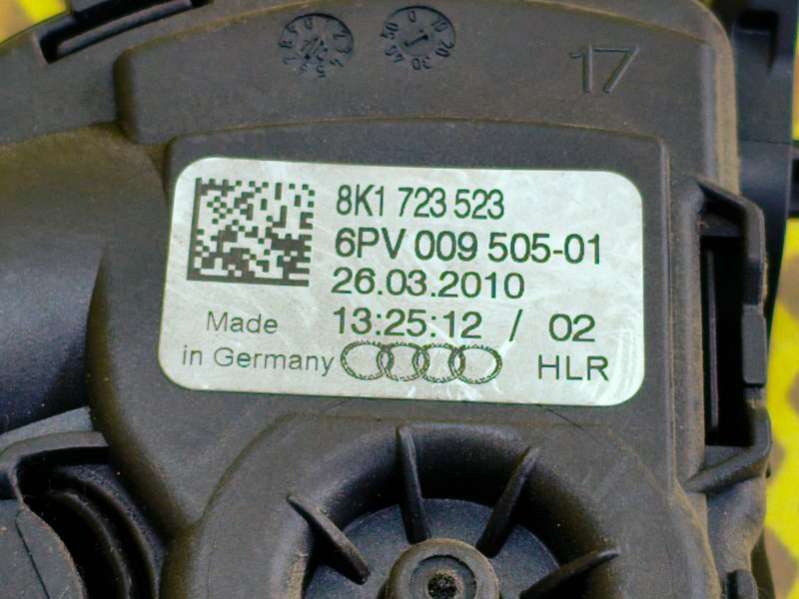 17
8K1 723 523
6PV 009 505-01
26.03.2010
Made 13:25:12 / 02
in Germany HLR